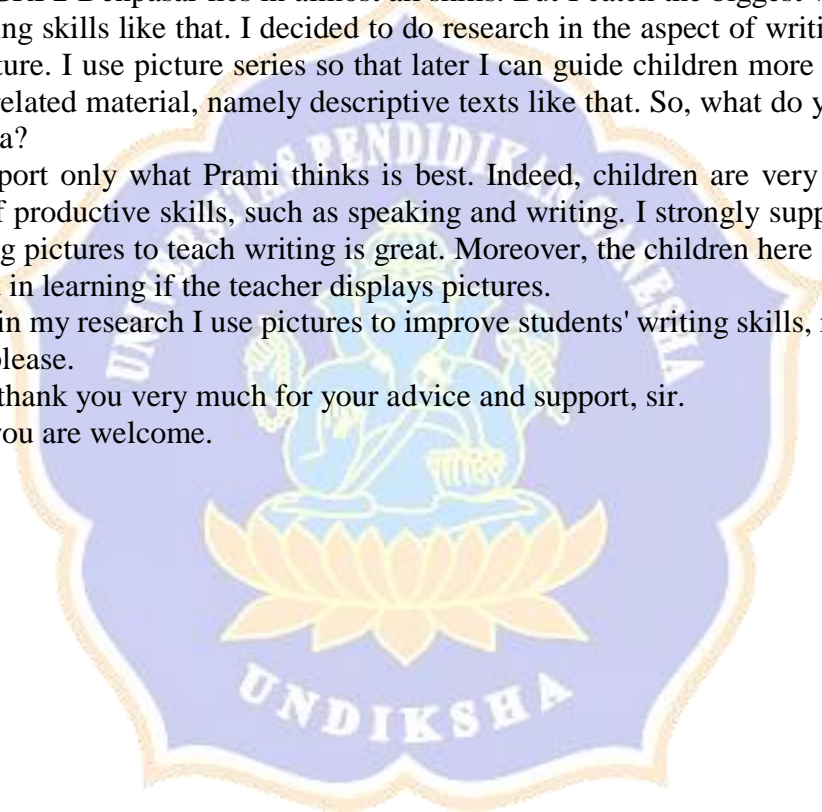 2 Denpasar lies in almost all skills. But I catch the biggest
ing skills like that. I decided to do research in the aspect of writi
ture. I use picture series so that later I can guide children more
related material, namely descriptive texts like that. So, what do y
a?
port only what Prami thinks is best. Indeed, children are very
f productive skills, such as speaking and writing. I strongly supp
g pictures to teach writing is great. Moreover, the children here
in learning if the teacher displays pictures.
in my research I use pictures to improve students' writing skills,
please.
thank you very much for your advice and support, sir.
you are welcome.
UNIVERSITAS PENDIDIKAN GANESHA
UNDIKSHA